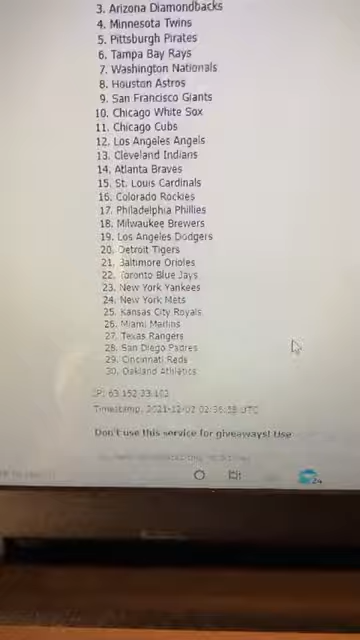 3. Arizona Diamondbacks
4. Minnesota Twins
5. Pittsburgh Pirates
6. Tampa Bay Rays
7. Washington Nationals
8. Houston Astros
9. San Francisco Giants
10. Chicago White Sox
11. Chicago Cubs
12. Los Angeles Angels
13. Cleveland Indians
14. Atlanta Braves
15. St. Louis Cardinals
16. Colorado Rockies
17. Philadelphia Phillies
18. Milwaukee Brewers
19. Los Angeles Dodgers
20. Detroit Tigers
21. Baltimore Orioles
22. Toronto Blue Jays
23. New York Yankees
24. New York Mets
25. Kansas City Royals
26. Miami Marlins
27. Texas Rangers
28. San Diego Padres
29. Cincinnati Reds
30. Oakland Athletics
IP:
Timestamp: 2021-12-02 UTC
Don't use this service for giveaways! Use
24